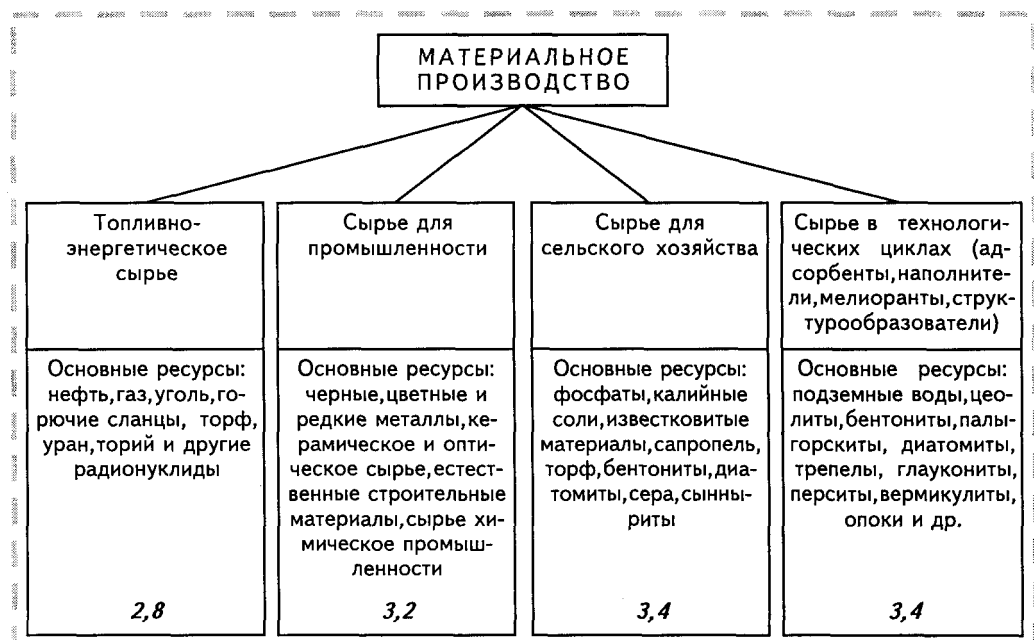 МАТЕРИАЛЬНОЕ
ПРОИЗВОДСТВО
Топливно-
энергетическое
сырье
Основные ресурсы:
нефть,газ,уголь,го-
рючие сланцы, торф,
уран,торий и другие
радионуклиды
2,8
Сырье для
промышленности
Основные ресурсы:
черные,цветные и
редкие металлы,ке-
рамическое и опти-
ческое сырье,естест-
венные строительные
материалы,сырье хи-
мическое промыш-
ленности
3,2
Сырье для
сельского хозяйства
Основные ресурсы:
фосфаты,калийные
соли,известковитые
материалы,сапропель,
торф,бентониты,диа-
томиты,сера,сынны-
риты
3,4
Сырье в технологи-
ческих циклах (ад-
сорбенты,наполните-
ли,мелиоранты,струк-
турообразователи)
Основные ресурсы:
подземные воды,цео-
литы,бентониты,палы-
горскиты, диатомиты,
трепелы, глаукониты,
перситы,вермикулиты,
опоки и др.
3,4